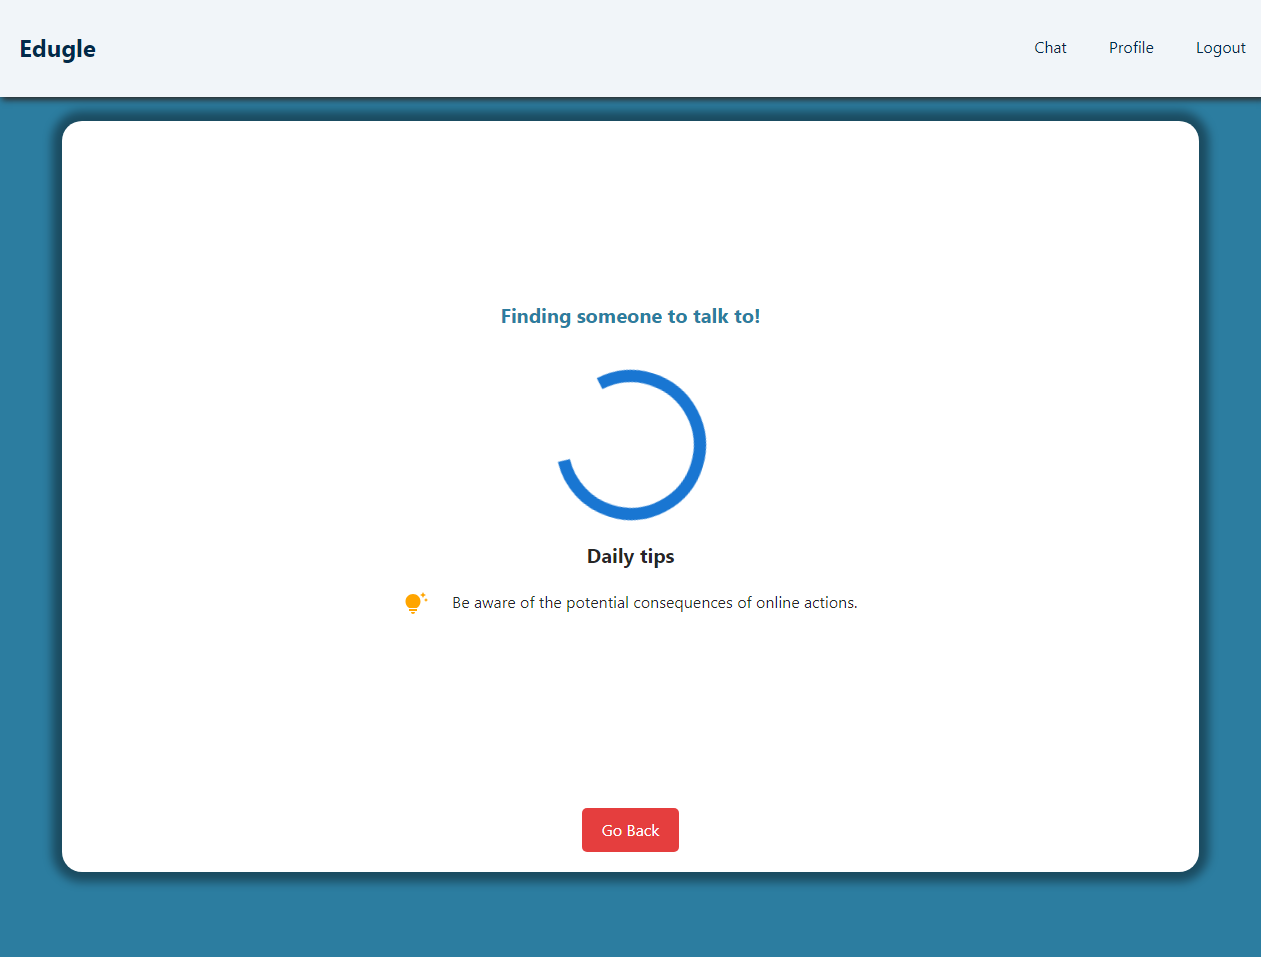 Edugle
Chat
Profile
Logout
Finding someone to talk to!
Daily tips
Be aware of the potential consequences of online actions.
Go Back